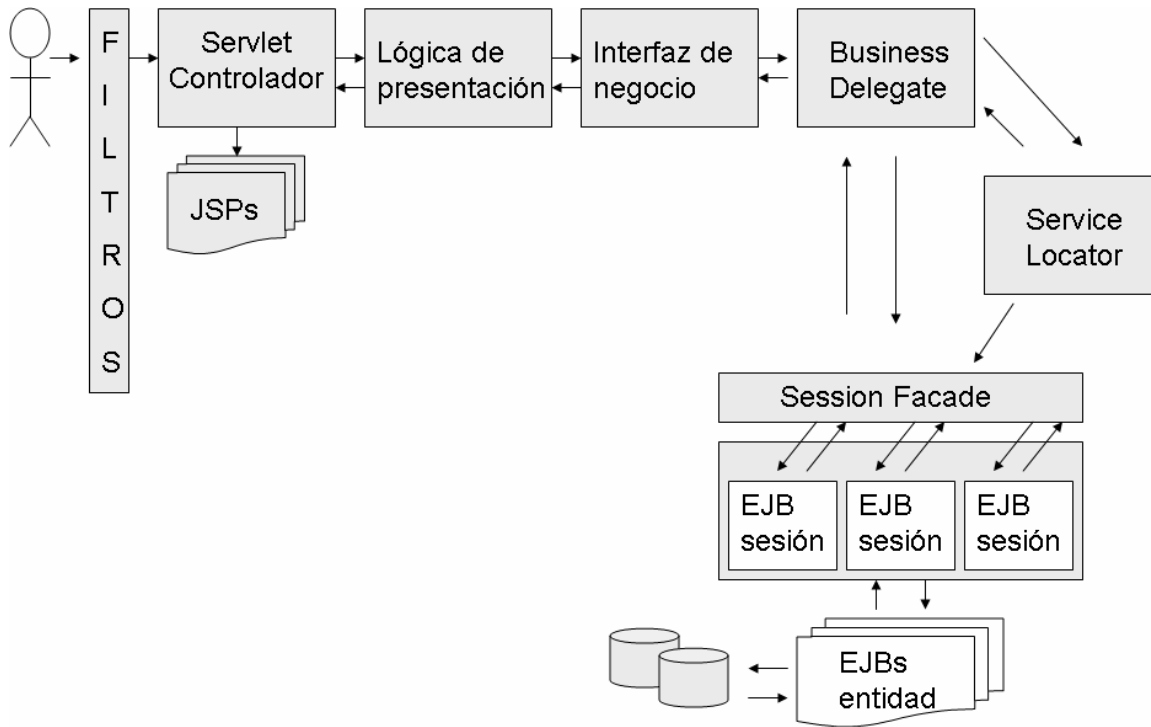 FILTROS
Servlet
Controlador
Lógica de
presentación
Interfaz de
negocio
Business
Delegate
JSPs
Service
Locator
Session Facade
EJB
sesión
EJB
sesión
EJB
sesión
EJBs
entidad